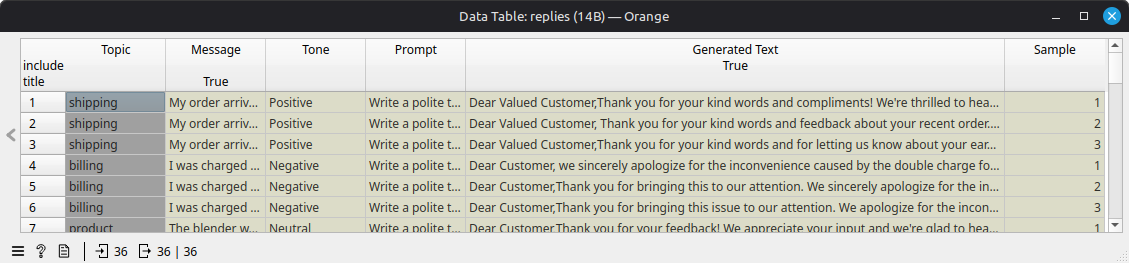 Data Table: replies (14B) — Orange
Topic Message Tone Prompt Generated Text Sample
include True
title True
1 shipping My order arriv... Positive Write a polite t... Dear Valued Customer,Thank you for your kind words and compliments! We're thrilled to hea... 1
2 shipping My order arriv... Positive Write a polite t... Dear Valued Customer, Thank you for your kind words and feedback about your recent order.... 2
3 shipping My order arriv... Positive Write a polite t... Dear Valued Customer,Thank you for your kind words and for letting us know about your ear... 3
4 billing I was charged ... Negative Write a polite t... Dear Customer, we sincerely apologize for the inconvenience caused by the double charge fo... 1
5 billing I was charged ... Negative Write a polite t... Dear Customer,Thank you for bringing this to our attention. We sincerely apologize for the in... 2
6 billing I was charged ... Negative Write a polite t... Dear Customer,Thank you for bringing this issue to our attention. We apologize for the incon... 3
7 product The blender w... Neutral Write a polite t... Dear Customer,Thank you for your feedback! We appreciate your input and we're glad to hea... 1
36 36 | 36